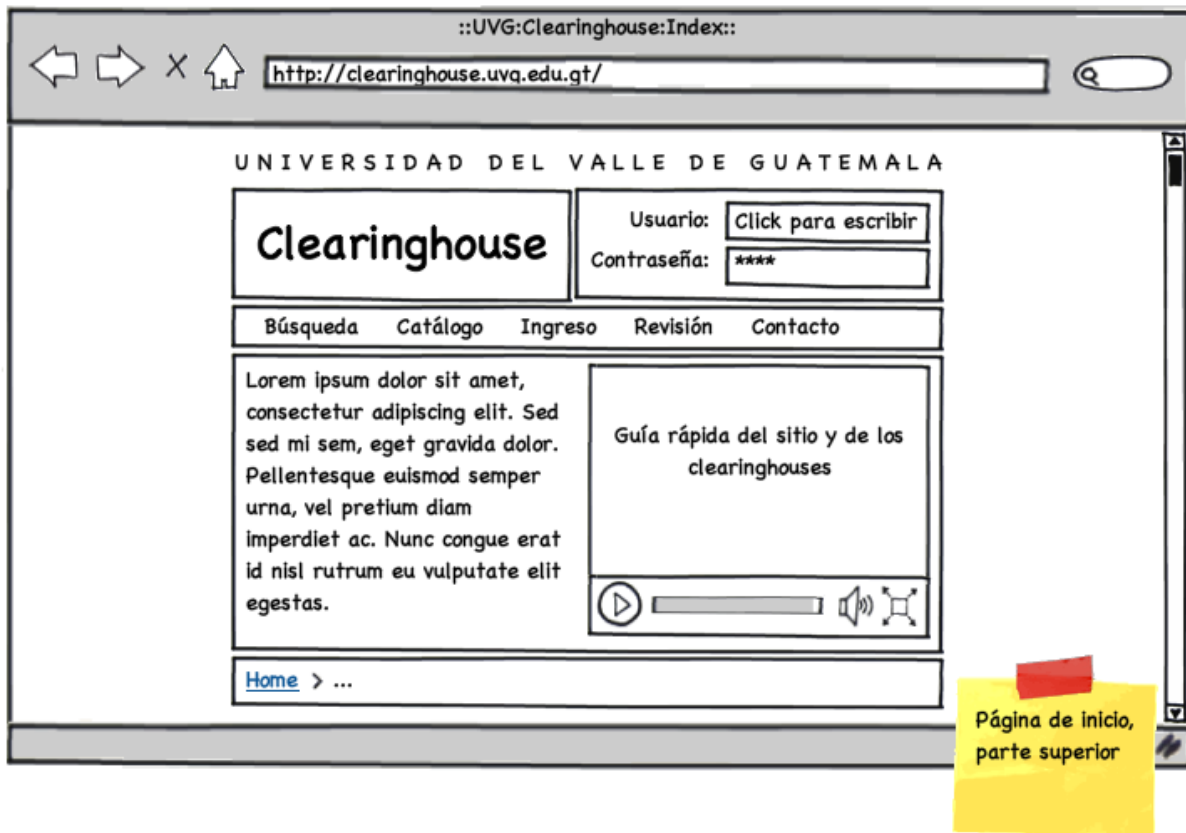 ::UVG:Clearinghouse:Index::
http://clearinghouse.uvg.edu.gt/
UNIVERSIDAD DEL VALLE DE GUATEMALA
Clearinghouse
Usuario: Click para escribir
Contraseña: ****
Búsqueda Catálogo Ingreso Revisión Contacto
Lorem ipsum dolor sit amet,
consectetur adipiscing elit. Sed
sed mi sem, eget gravida dolor.
Pellentesque euismod semper
urna, vel pretium diam
imperdiet ac. Nunc congue erat
id nisl rutrum eu vulputate elit
egestas.
Guía rápida del sitio y de los
clearinghouses
Home > ...
Página de inicio,
parte superior